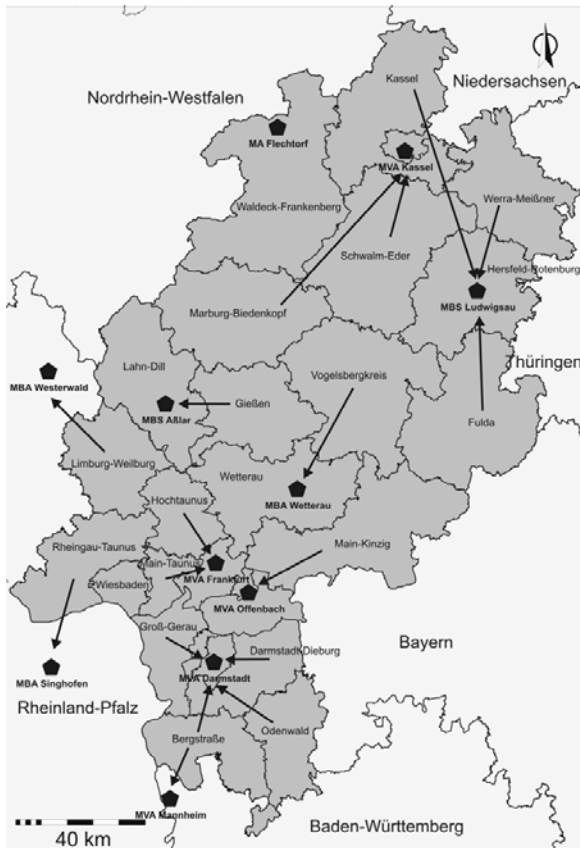 Kassel
Niedersachsen
Nordrhein-Westfalen
MA Flechtorf
MVA Kassel
Werra-Meißner
Waldeck-Frankenberg
Schwalm-Eder
Hersfeld-Rotenburg
MBS Ludwigsau
Marburg-Biedenkopf
Thüringen
Lahn-Dill
MBA Westerwald
Vogelsbergkreis
MBS Aßlar
Gießen
Fulda
Limburg-Weilburg
Wetterau
Hochtaunus
MBA Wetterau
Rheingau-Taunus
Main-Taunus
Main-Kinzig
Wiesbaden
MVA Frankfurt
MVA Offenbach
Groß-Gerau
Bayern
Darmstadt-Dieburg
MBA Singhofen
MVA Darmstadt
Rheinland-Pfalz
Odenwald
Bergstraße
MVA Mannheim
40 km
Baden-Württemberg